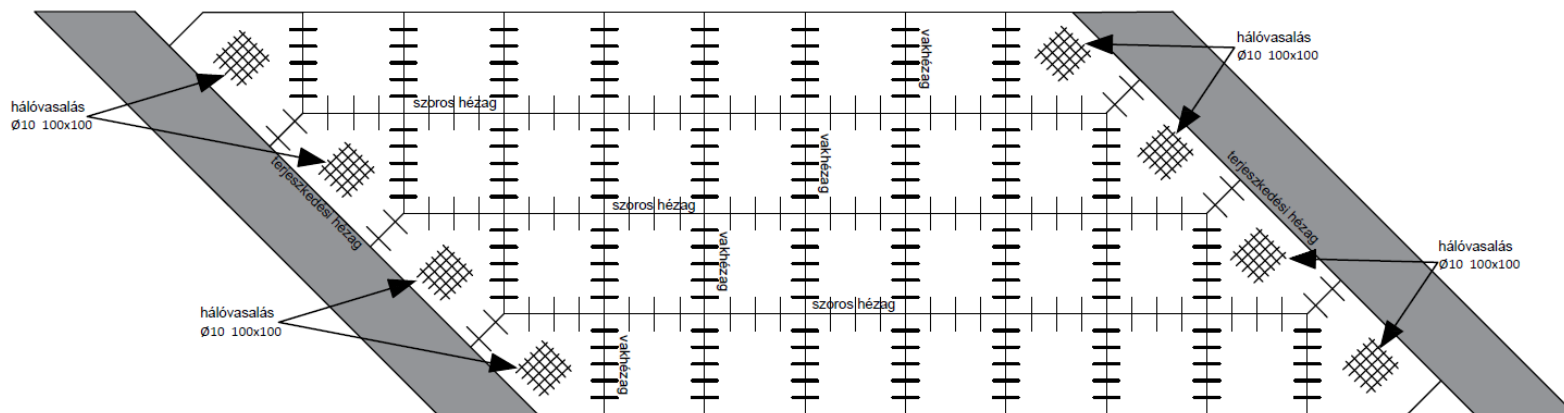 hálóvasalás
Ø10 100x100
vakhézag
hálóvasalás
Ø10 100x100
szoros hézag
vakhézag
terjeszkedési hézag
terjeszkedési hézag
szoros hézag
vakhézag
hálóvasalás
Ø10 100x100
szoros hézag
hálóvasalás
Ø10 100x100
vakhézag